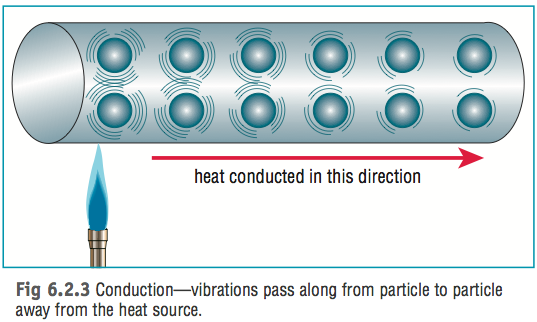 heat conducted in this direction
Fig 6.2.3 Conduction—vibrations pass along from particle to particle
away from the heat source.